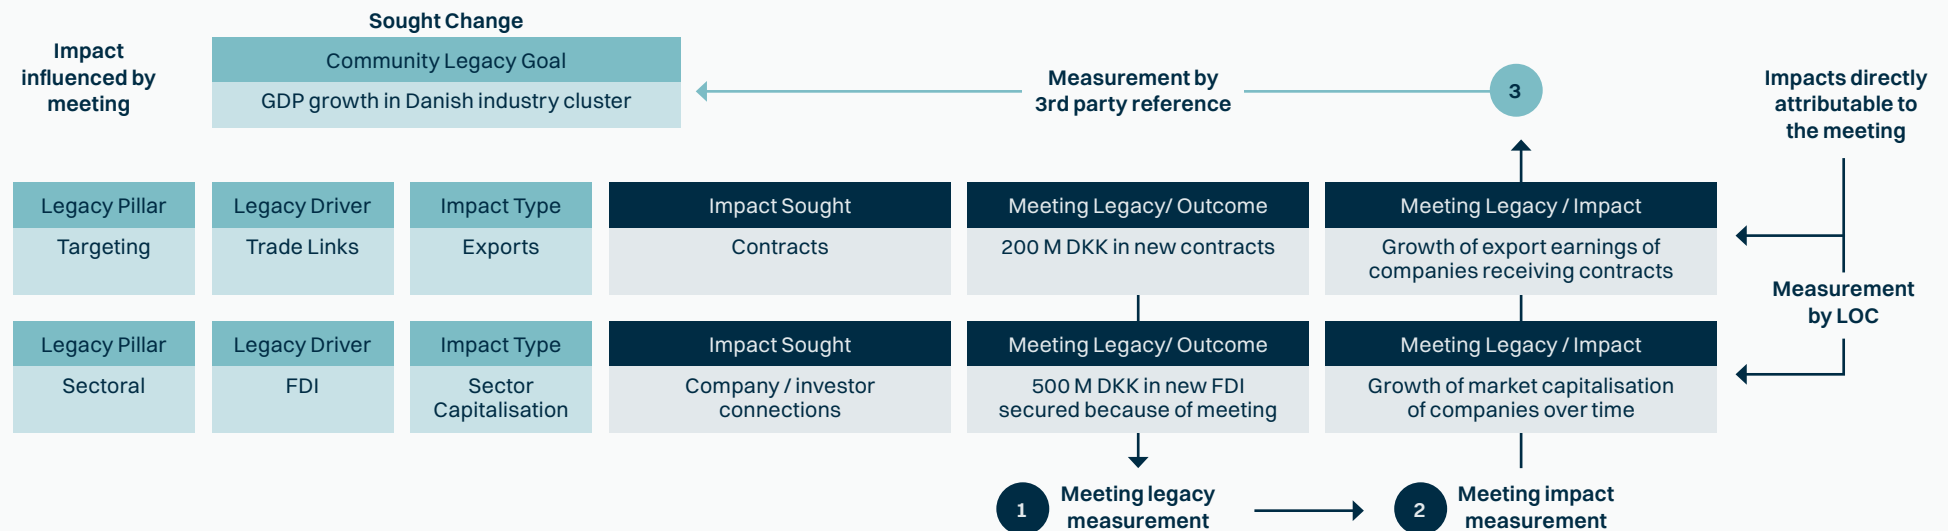 Sought Change
Impact
influenced by
meeting
Community Legacy Goal
GDP growth in Danish industry cluster
Measurement by
3rd party reference
3
Impacts directly
attributable to
the meeting
Legacy Pillar
Targeting
Legacy Driver
Trade Links
Impact Type
Exports
Impact Sought
Contracts
Meeting Legacy/ Outcome
200 M DKK in new contracts
Meeting Legacy / Impact
Growth of export earnings of
companies receiving contracts
Measurement
by LOC
Legacy Pillar
Sectoral
Legacy Driver
FDI
Impact Type
Sector
Capitalisation
Impact Sought
Company / investor
connections
Meeting Legacy/ Outcome
500 M DKK in new FDI
secured because of meeting
Meeting Legacy / Impact
Growth of market capitalisation
of companies over time
1
Meeting legacy
measurement
2
Meeting impact
measurement